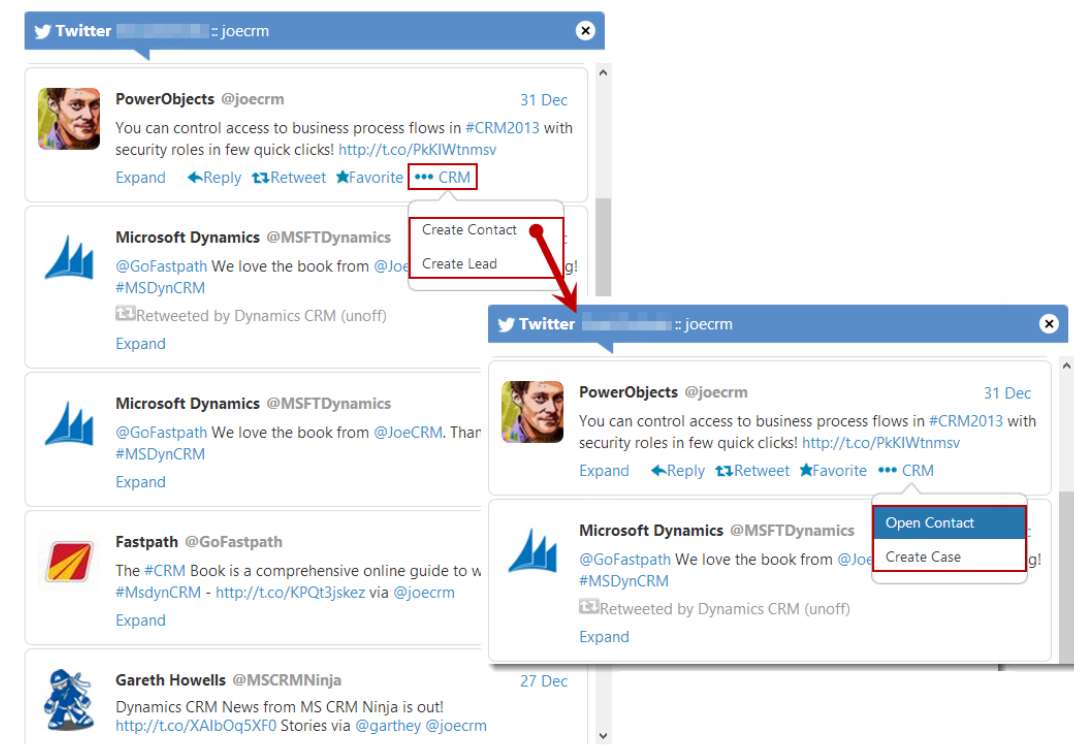 Twitter :: joecrm
PowerObjects @joecrm 31 Dec
You can control access to business process flows in #CRM2013 with
security roles in few quick clicks! http://t.co/PkKIWtnmsv
Expand Reply Retweet Favorite ••• CRM
Create Contact
Create Lead
Microsoft Dynamics @MSFTDynamics
@GoFastpath We love the book from g!
#MSDynCRM
Retweeted by Dynamics CRM (unoff)
Expand
Microsoft Dynamics @MSFTDynamics
@GoFastpath We love the book from @JoeCRM.
#MSDynCRM
Expand
Fastpath @GoFastpath
The #CRM Book is a comprehensive online guide to
#MsdynCRM - http://t.co/KPQt3jskez via @joecrm
Expand
Gareth Howells @MSCRMNinja 27 Dec
Dynamics CRM News from MS CRM Ninja is out!
http://t.co/XAIbOq5XF0 Stories via @garthey @joecrm
Twitter :: joecrm
PowerObjects @joecrm 31 Dec
You can control access to business process flows in #CRM2013 with
security roles in few quick clicks! http://t.co/PkKIWtnmsv
Expand Reply Retweet Favorite ••• CRM
Open Contact
Create Case
Microsoft Dynamics @MSFTDynamics
@GoFastpath We love the book from g!
#MSDynCRM
Retweeted by Dynamics CRM (unoff)
Expand